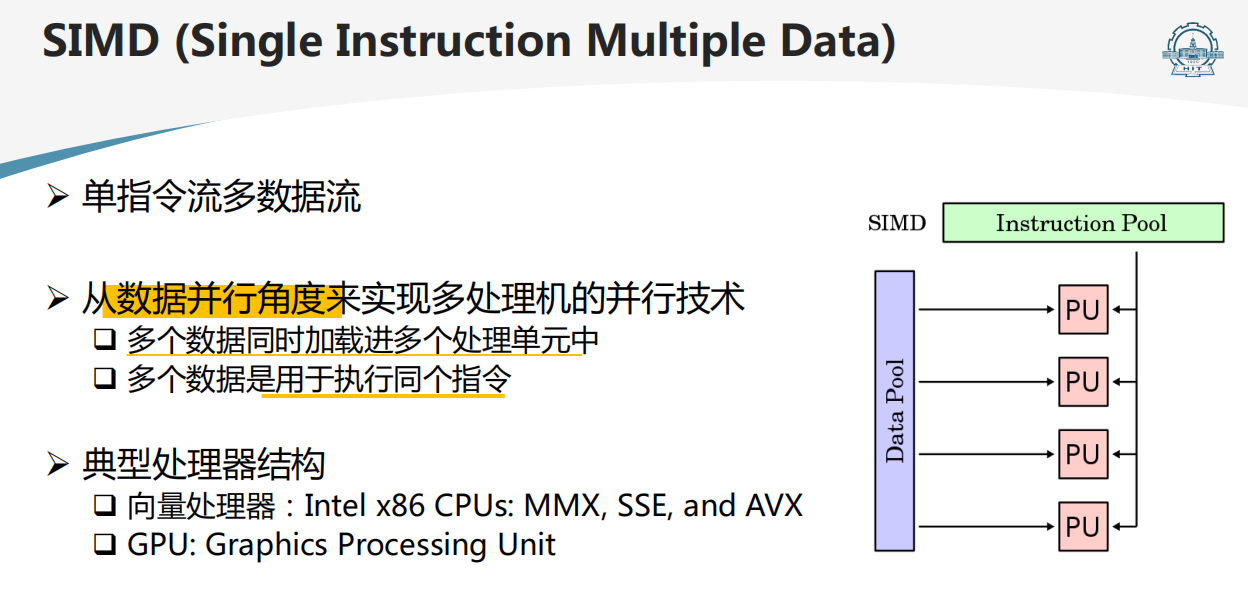 SIMD (Single Instruction Multiple Data)
HIT
➢ 单指令流多数据流
➢ 从数据并行角度来实现多处理机的并行技术
❑ 多个数据同时加载进多个处理单元中
❑ 多个数据是用于执行同个指令
➢ 典型处理器结构
❑ 向量处理器：Intel x86 CPUs: MMX, SSE, and AVX
❑ GPU: Graphics Processing Unit
SIMD
Instruction Pool
Data Pool
PU
PU
PU
PU